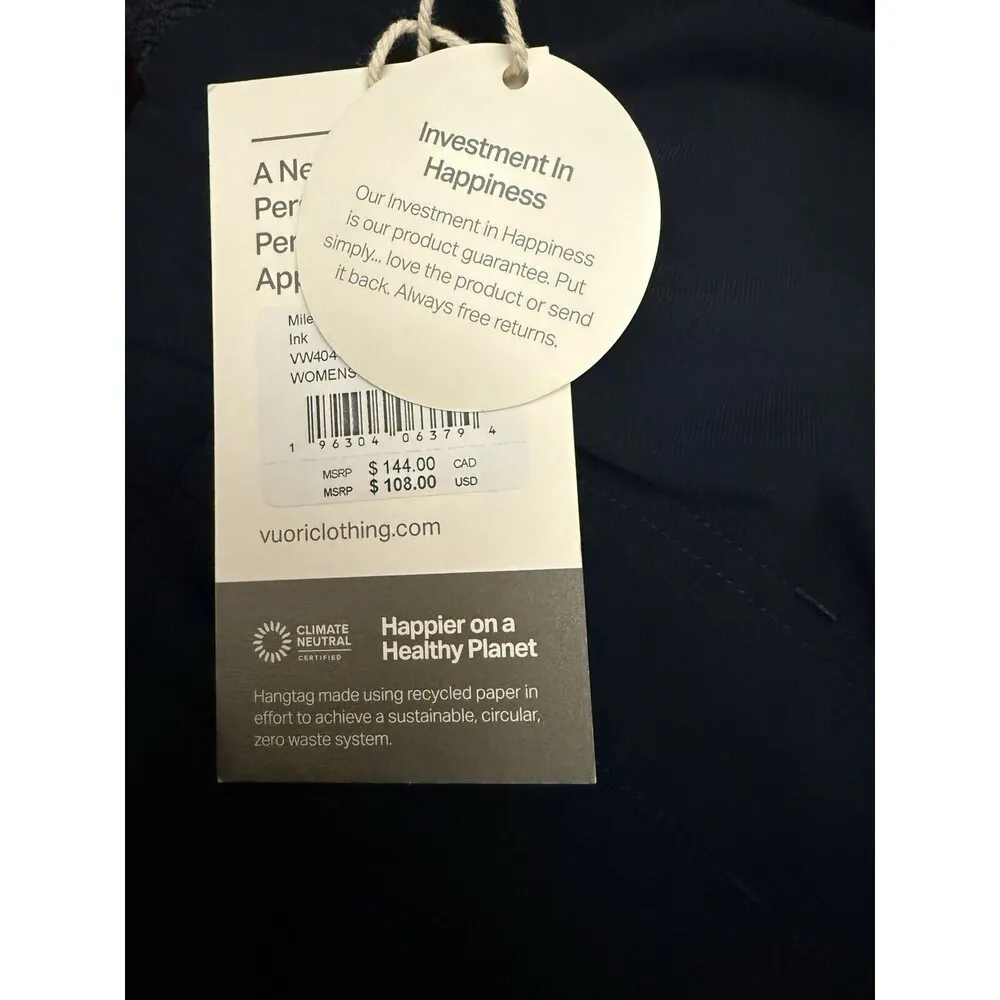 Investment In
Happiness
Our Investment in Happiness
is our product guarantee. Put
simply... love the product or send
it back. Always free returns.
A Ne
Per
Per
App
Mile
Ink
VW404
WOMENS
1 96304 06379 4
MSRP $ 144.00 CAD
MSRP $ 108.00 USD
vuoriclothing.com
CLIMATE
NEUTRAL
CERTIFIED
Happier on a
Healthy Planet
Hangtag made using recycled paper in
effort to achieve a sustainable, circular,
zero waste system.